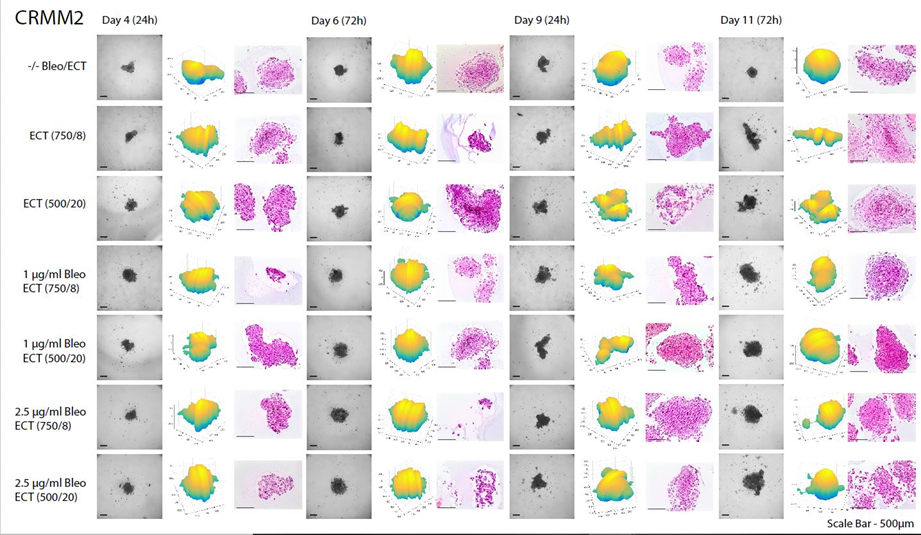 CRMM2
Day 4 (24h) Day 6 (72h) Day 9 (24h) Day 11 (72h)
-/- Bleo/ECT
ECT (750/8)
ECT (500/20)
1 µg/ml Bleo
ECT (750/8)
1 µg/ml Bleo
ECT (500/20)
2.5 µg/ml Bleo
ECT (750/8)
2.5 µg/ml Bleo
ECT (500/20)
Scale Bar - 500µm